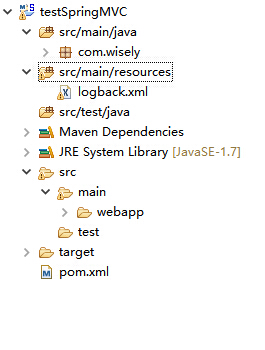 testSpringMVC
src/main/java
com.wisely
src/main/resources
logback.xml
src/test/java
Maven Dependencies
JRE System Library [JavaSE-1.7]
src
main
webapp
test
target
pom.xml